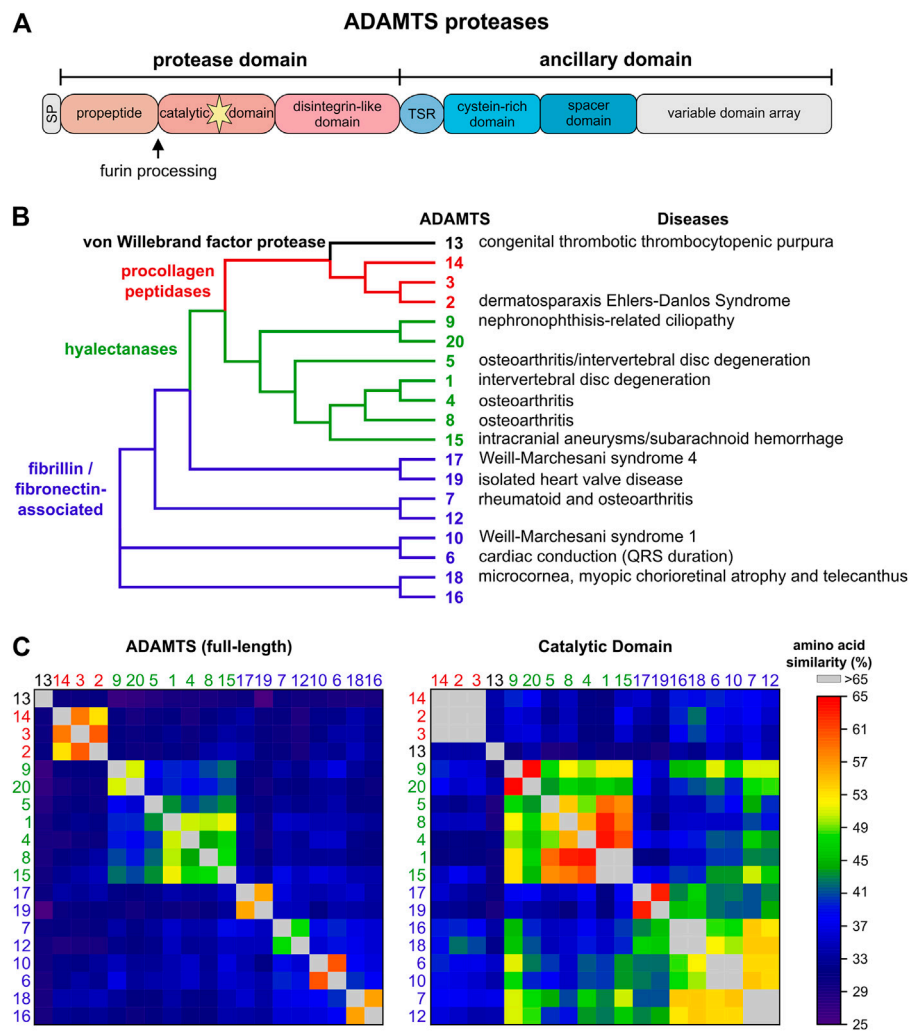 A
ADAMTS proteases
protease domain
ancillary domain
SP
propeptide
catalytic domain
disintegrin-like
domain
TSR
cystein-rich
domain
spacer
domain
variable domain array
furin processing
B
ADAMTS
Diseases
von Willebrand factor protease
procollagen
peptidases
hyalectanases
fibrillin /
fibronectin-
associated
13 congenital thrombotic thrombocytopenic purpura
14
3
2 dermatosparaxis Ehlers-Danlos Syndrome
9 nephronophthisis-related ciliopathy
20
5 osteoarthritis/intervertebral disc degeneration
1 intervertebral disc degeneration
4 osteoarthritis
8 osteoarthritis
15 intracranial aneurysms/subarachnoid hemorrhage
17 Weill-Marchesani syndrome 4
19 isolated heart valve disease
7 rheumatoid and osteoarthritis
12
10 Weill-Marchesani syndrome 1
6 cardiac conduction (QRS duration)
18 microcornea, myopic chorioretinal atrophy and telecanthus
16
C
ADAMTS (full-length)
13 14 3 2 9 20 5 1 4 8 15 17 19 7 12 10 6 18 16
13
14
3
2
9
20
5
1
4
8
15
17
19
7
12
10
6
18
16
Catalytic Domain
14 2 3 13 9 20 5 8 4 1 15 17 19 16 18 6 10 7 12
14
2
3
13
9
20
5
8
4
1
15
17
19
16
18
6
10
7
12
amino acid
similarity (%)
>65
65
61
57
53
49
45
41
37
33
29
25